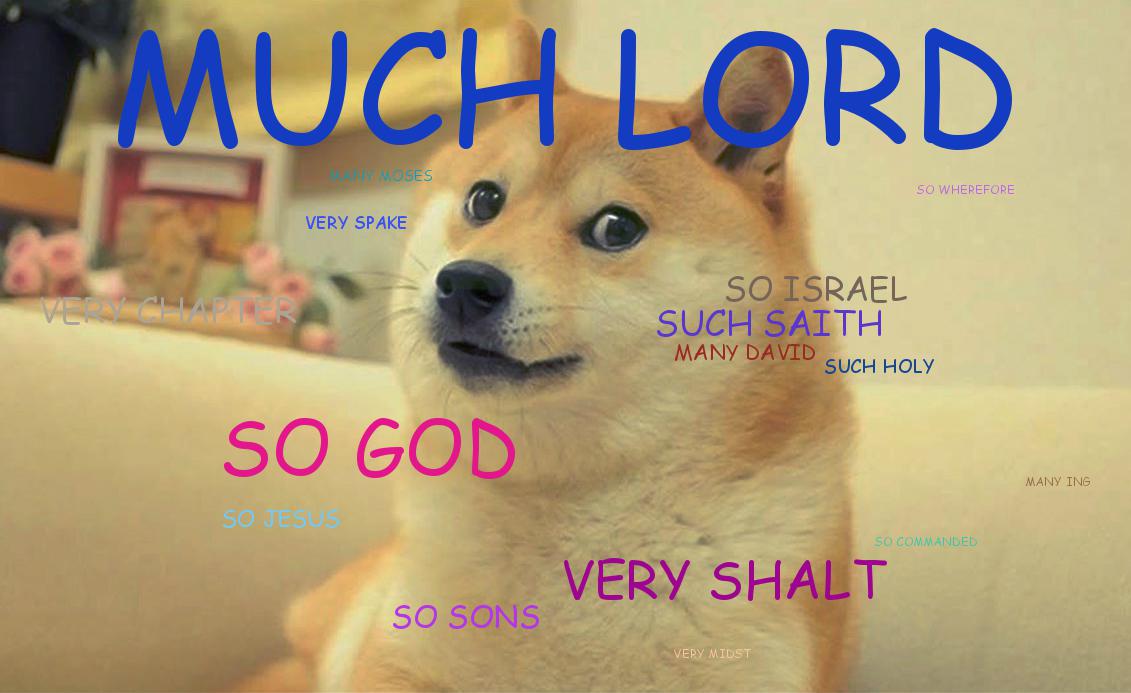 MUCH LORD
MANY MOSES
SO WHEREFORE
VERY SPAKE
SO ISRAEL
VERY CHAPTER
SUCH SAITH
MANY DAVID
SUCH HOLY
SO GOD
MANY ING
SO JESUS
SO COMMANDED
VERY SHALT
SO SONS
VERY MIDST